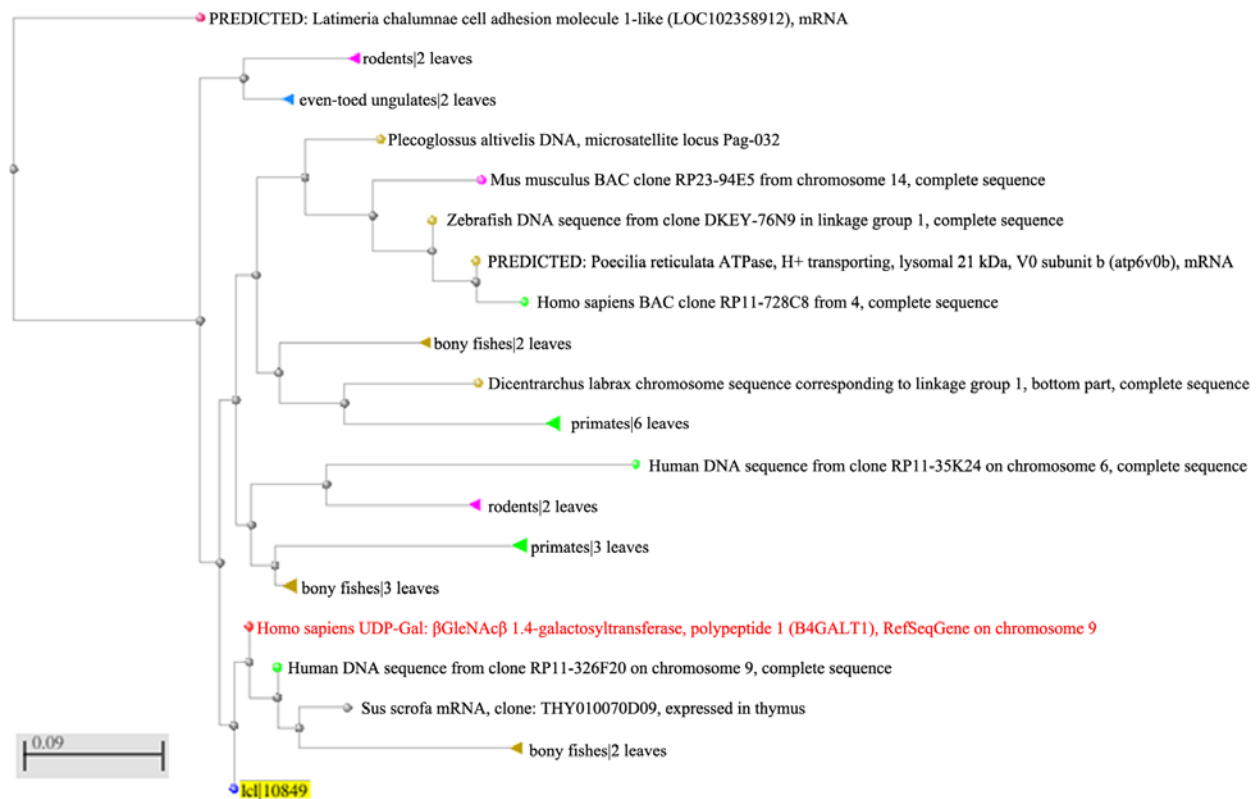 PREDICTED: Latimeria chalumnae cell adhesion molecule 1-like (LOC102358912), mRNA
rodents|2 leaves
even-toed ungulates|2 leaves
Plecoglossus altivelis DNA, microsatellite locus Pag-032
Mus musculus BAC clone RP23-94E5 from chromosome 14, complete sequence
Zebrafish DNA sequence from clone DKEY-76N9 in linkage group 1, complete sequence
PREDICTED: Poecilia reticulata ATPase, H+ transporting, lysomal 21 kDa, V0 subunit b (atp6v0b), mRNA
Homo sapiens BAC clone RP11-728C8 from 4, complete sequence
bony fishes|2 leaves
Dicentrarchus labrax chromosome sequence corresponding to linkage group 1, bottom part, complete sequence
primates|6 leaves
Human DNA sequence from clone RP11-35K24 on chromosome 6, complete sequence
rodents|2 leaves
primates|3 leaves
bony fishes|3 leaves
Homo sapiens UDP-Gal: βGleNAcβ 1.4-galactosyltransferase, polypeptide 1 (B4GALT1), RefSeqGene on chromosome 9
Human DNA sequence from clone RP11-326F20 on chromosome 9, complete sequence
Sus scrofa mRNA, clone: THY010070D09, expressed in thymus
0.09
bony fishes|2 leaves
lcl|10849